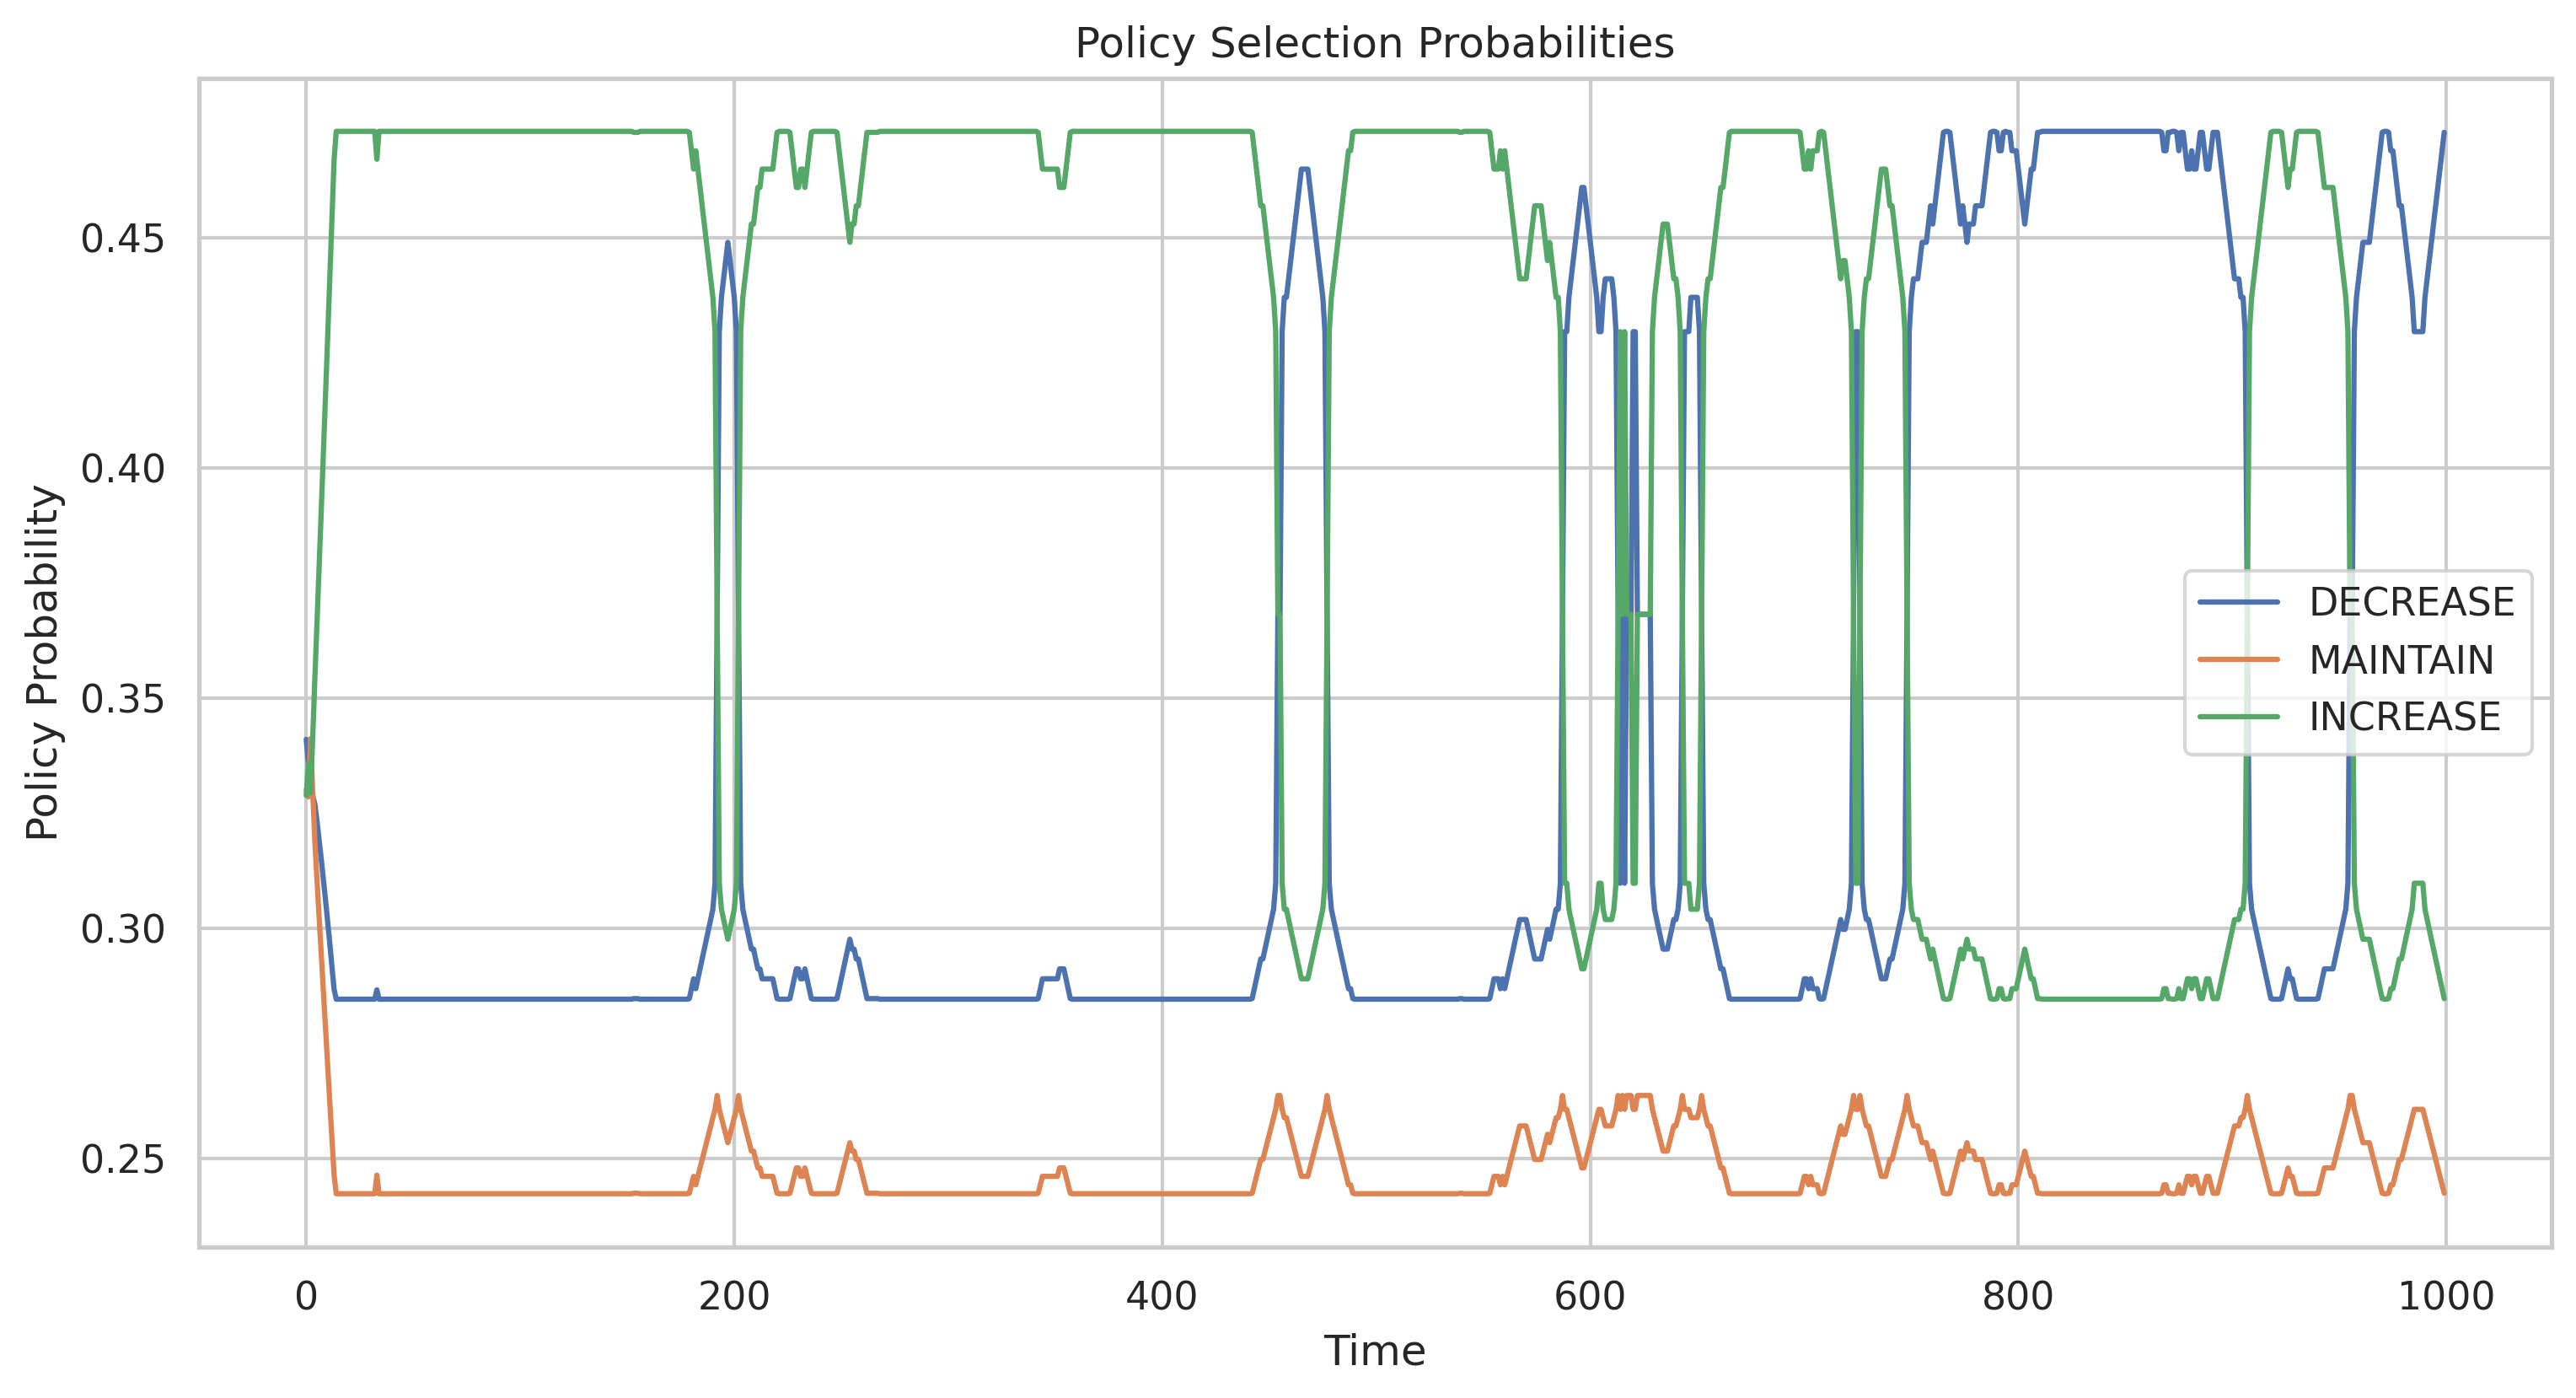 Policy Selection Probabilities
Policy Probability
0.45
0.40
0.35
0.30
0.25
DECREASE
MAINTAIN
INCREASE
0 200 400 600 800 1000
Time